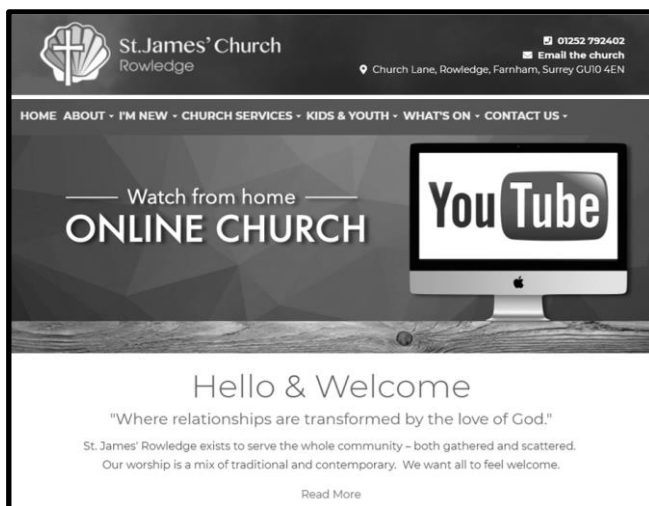 St.James' Church
Rowledge
01252 792402
Email the church
Church Lane, Rowledge, Farnham, Surrey GU10 4EN
HOME ABOUT I'M NEW CHURCH SERVICES KIDS & YOUTH WHAT'S ON CONTACT US
Watch from home
ONLINE CHURCH
YouTube
Hello & Welcome
"Where relationships are transformed by the love of God."
St. James' Rowledge exists to serve the whole community – both gathered and scattered.
Our worship is a mix of traditional and contemporary. We want all to feel welcome.
Read More